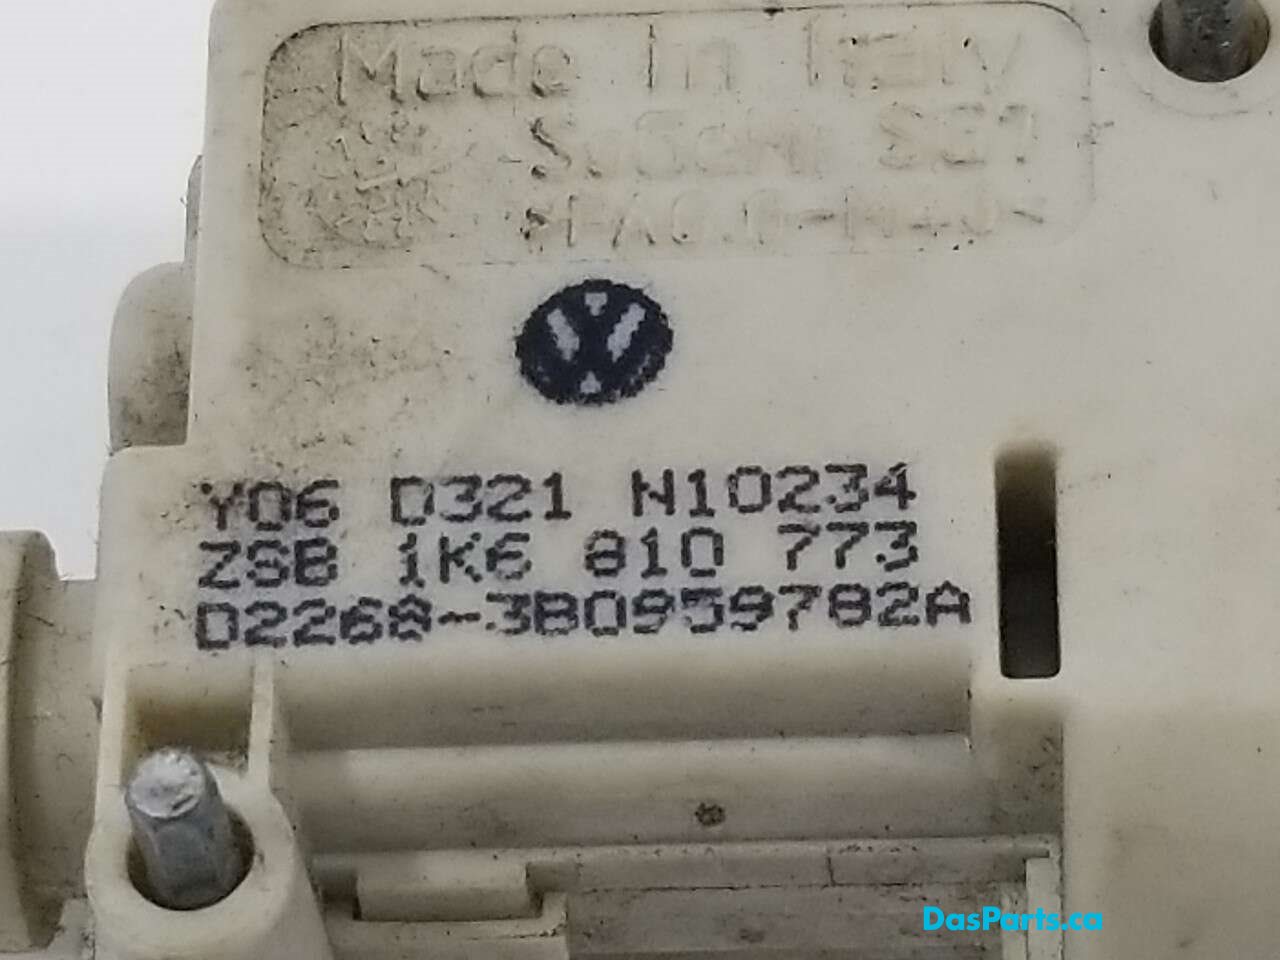 Made In Italy
Y06 D321 N10234
ZSB 1K6 810 773
D2268-3B0959782A
DasParts.ca